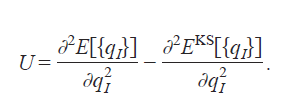 U = ∂²E[{q_I}]/∂q_I² − ∂²E^KS[{q_I}]/∂q_I².